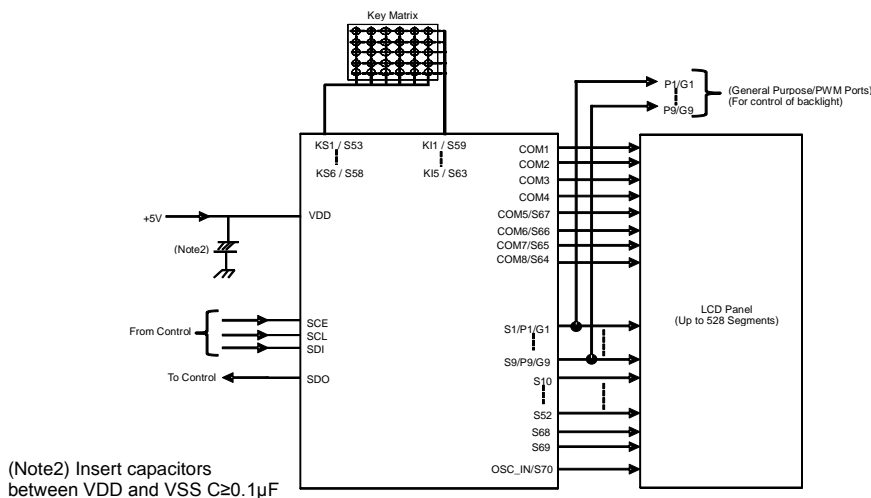 Key Matrix
P1/G1
P9/G9
(General Purpose/PWM Ports)
(For control of backlight)
KS1 / S53
KS6 / S58
KI1 / S59
KI5 / S63
COM1
COM2
COM3
COM4
COM5/S67
COM6/S66
COM7/S65
COM8/S64
+5V
VDD
(Note2)
LCD Panel
(Up to 528 Segments)
From Control
SCE
SCL
SDI
To Control
SDO
S1/P1/G1
S9/P9/G9
S10
S52
S68
S69
OSC_IN/S70
(Note2) Insert capacitors
between VDD and VSS C≥0.1µF